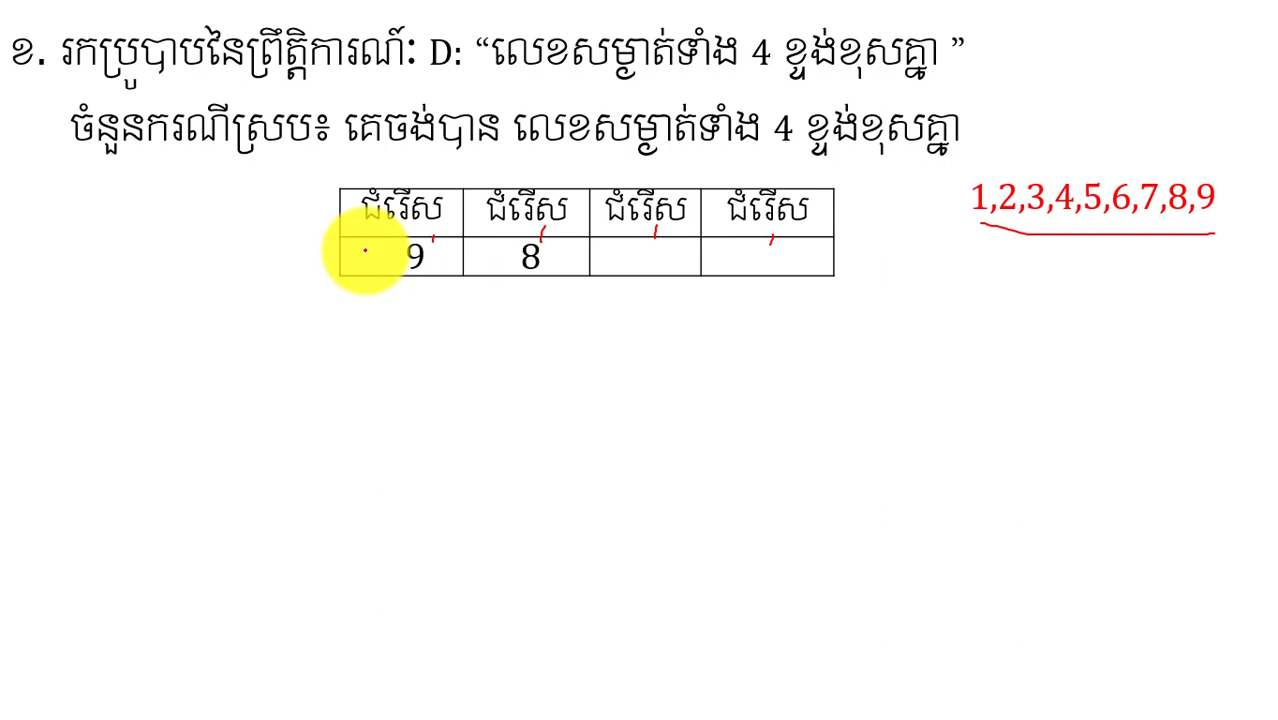 ខ. រកប្រូបាបនៃព្រឹត្តិការណ៍ៈ D: “លេខសម្ងាត់ទាំង 4 ខ្ទង់ខុសគ្នា ”
ចំនួនករណីស្រប៖ គេចង់បាន លេខសម្ងាត់ទាំង 4 ខ្ទង់ខុសគ្នា
1,2,3,4,5,6,7,8,9
ជំរើស ជំរើស ជំរើស ជំរើស
9 8